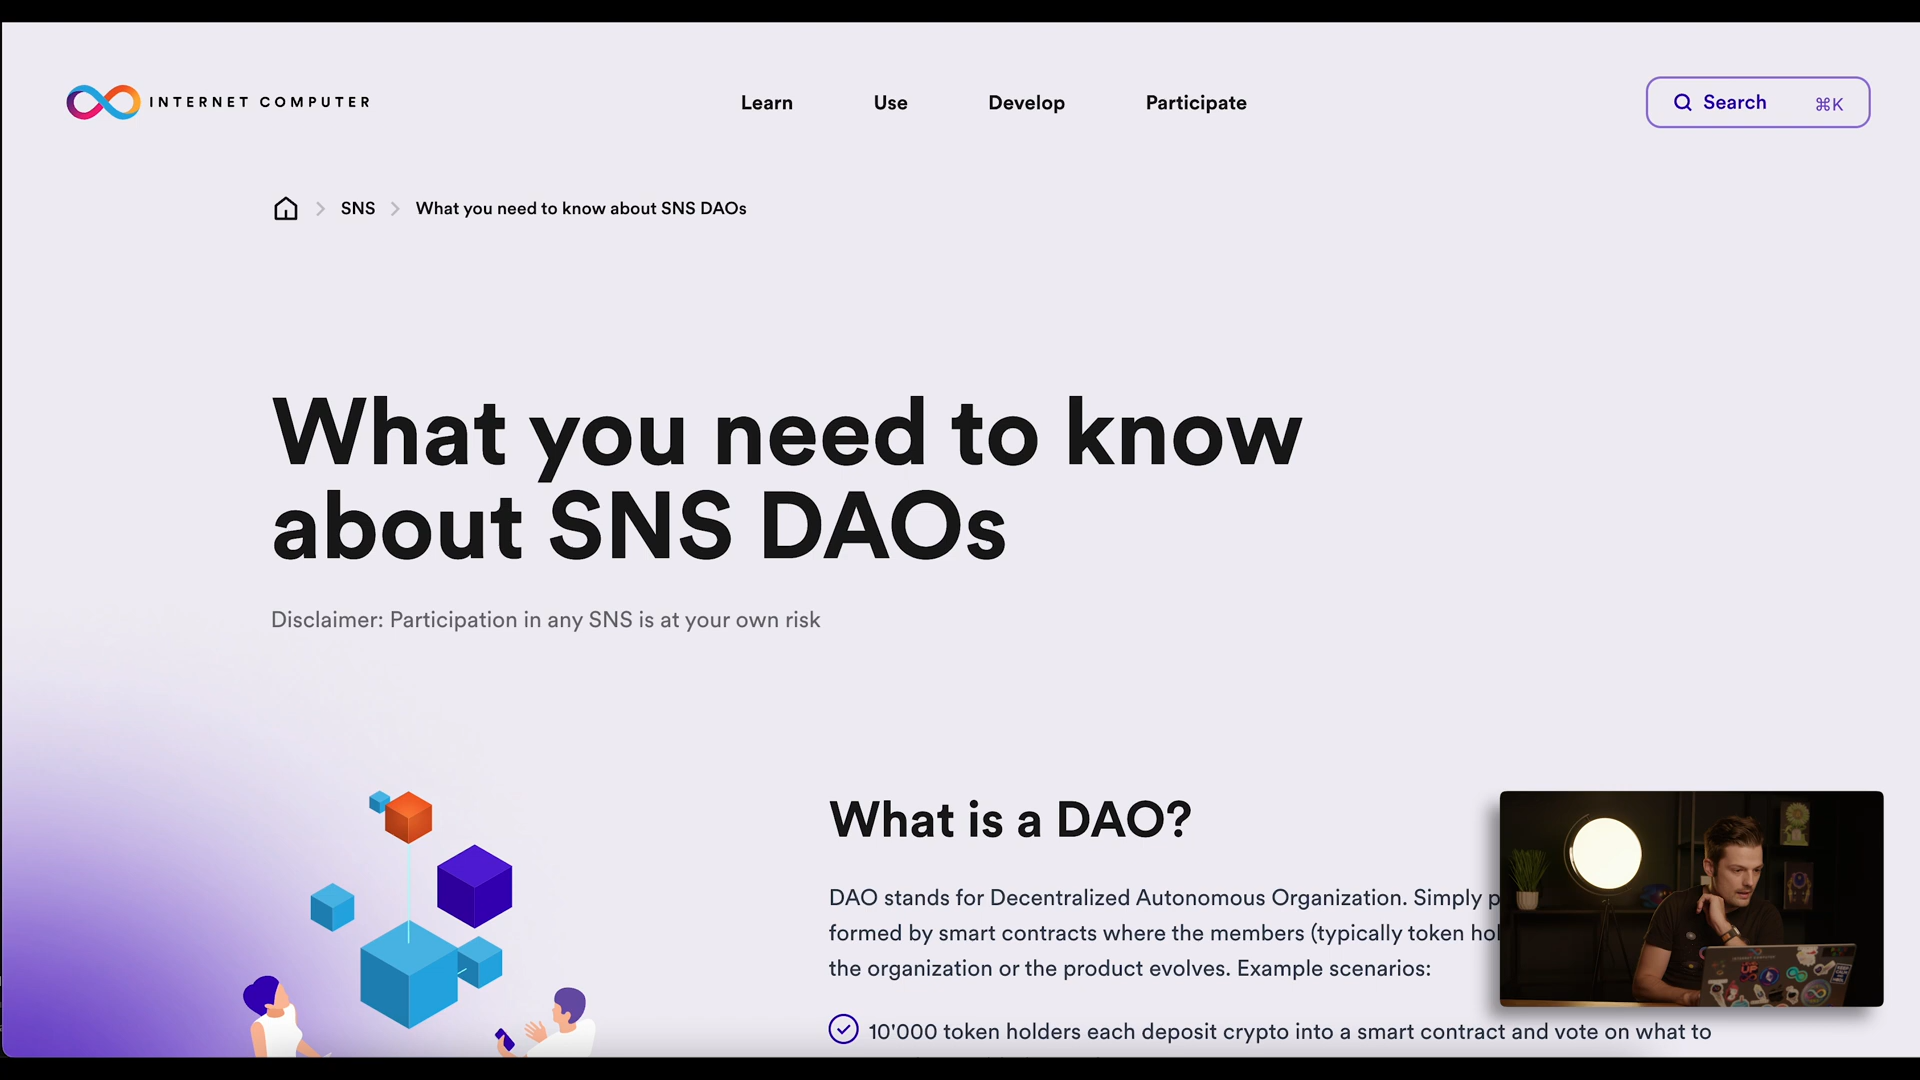 INTERNET COMPUTER
Learn
Use
Develop
Participate
Search
⌘K
SNS
What you need to know about SNS DAOs
What you need to know
about SNS DAOs
Disclaimer: Participation in any SNS is at your own risk
What is a DAO?
DAO stands for Decentralized Autonomous Organization. Simply
formed by smart contracts where the members (typically token
the organization or the product evolves. Example scenarios:
10'000 token holders each deposit crypto into a smart contract and vote on what to